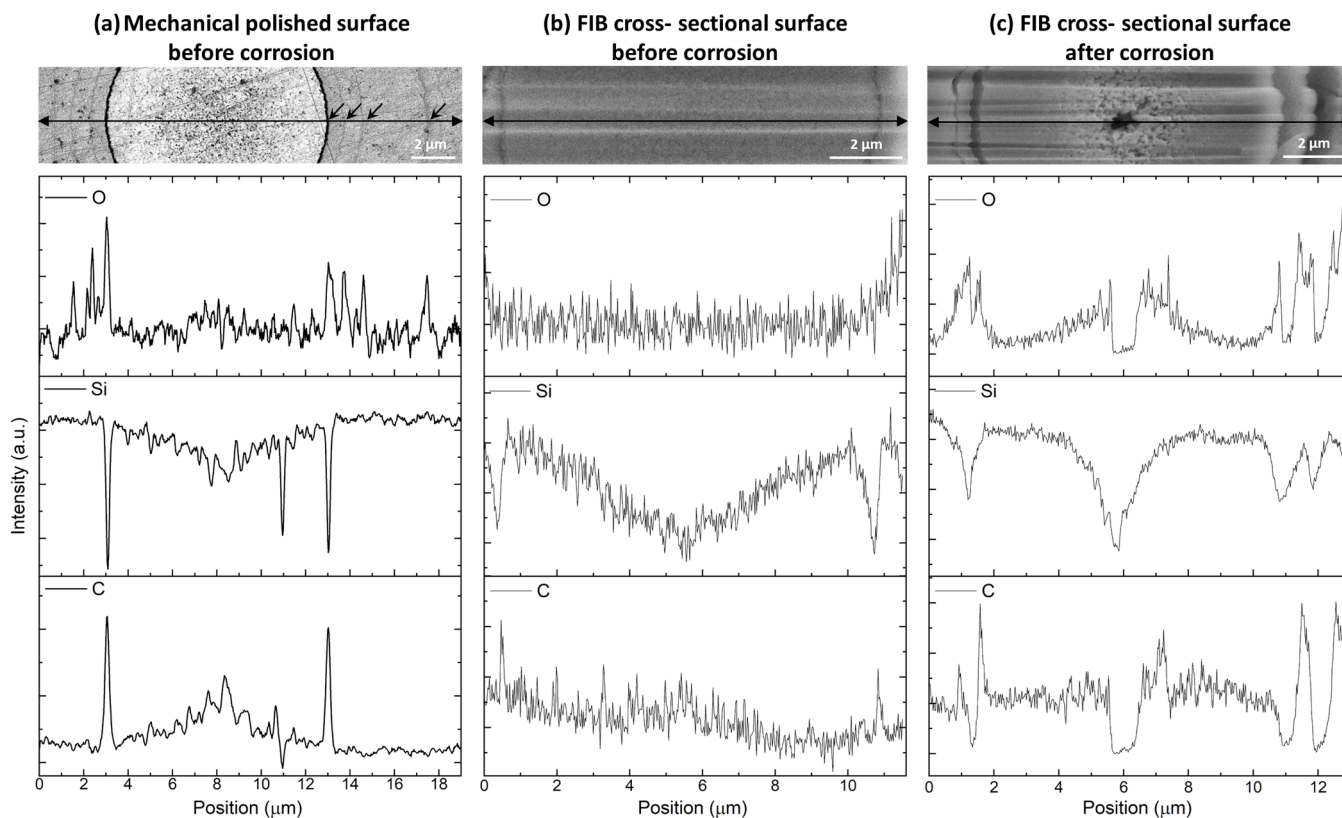 (a) Mechanical polished surface
before corrosion
(b) FIB cross- sectional surface
before corrosion
(c) FIB cross- sectional surface
after corrosion
2 μm
2 μm
2 μm
O
O
O
Si
Si
Si
C
C
C
Intensity (a.u.)
0 2 4 6 8 10 12 14 16 18
0 2 4 6 8 10
2 4 6 8 10 12
Position (μm)
Position (μm)
Position (μm)